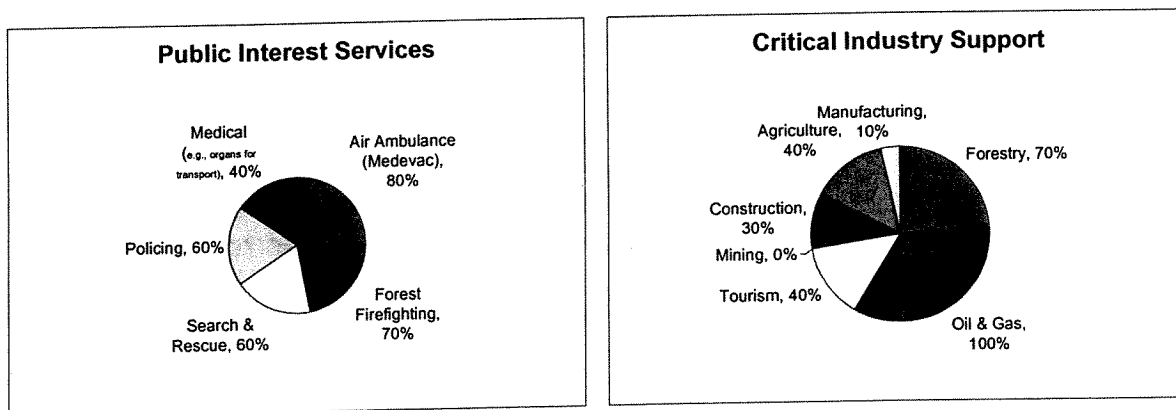 Public Interest Services
Medical
(e.g., organs for
transport), 40%
Air Ambulance
(Medevac),
80%
Policing, 60%
Forest
Firefighting,
70%
Search &
Rescue, 60%
Critical Industry Support
Manufacturing,
10%
Agriculture,
40%
Forestry, 70%
Construction,
30%
Mining, 0%
Tourism, 40%
Oil & Gas,
100%